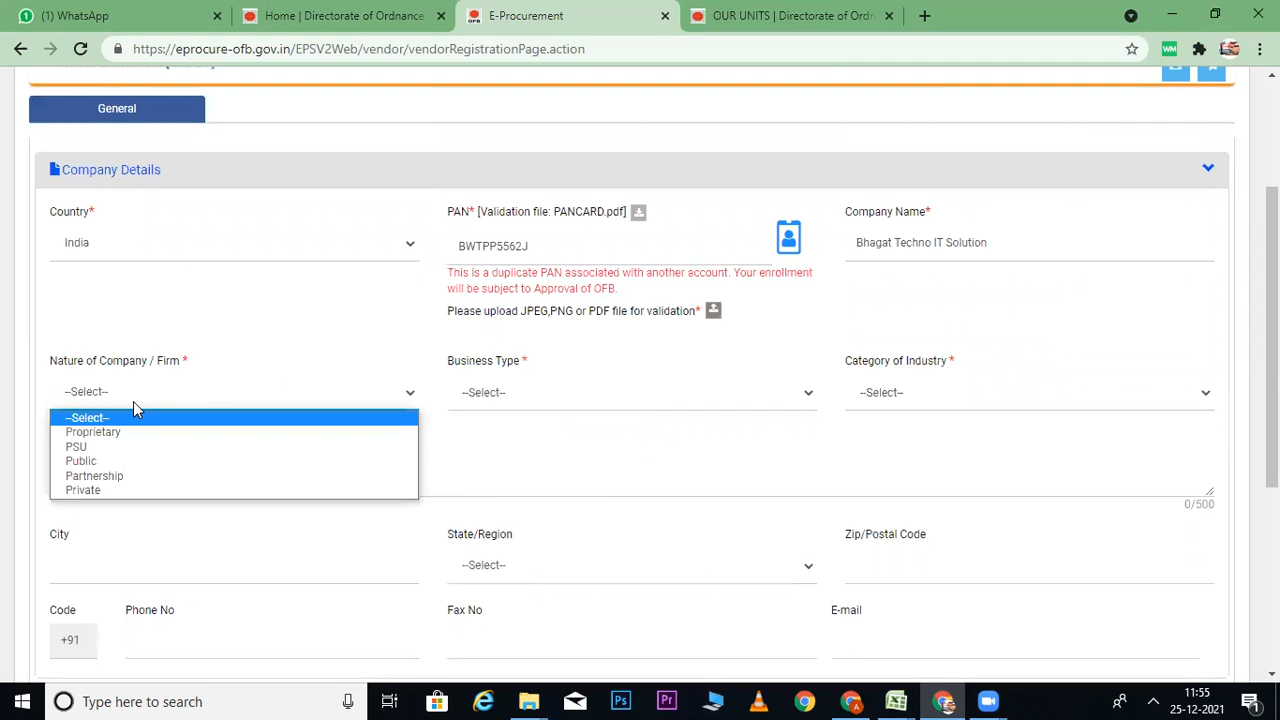 (1) WhatsApp
Home | Directorate of Ordnance
E-Procurement
OUR UNITS | Directorate of Ordn
https://eprocure-ofb.gov.in/EPSV2Web/vendor/vendorRegistrationPage.action
General
Company Details
Country* PAN* [Validation file: PANCARD.pdf] Company Name*
India BWTPP5562J Bhagat Techno IT Solution
This is a duplicate PAN associated with another account. Your enrollment
will be subject to Approval of OFB.
Please upload JPEG,PNG or PDF file for validation*
Nature of Company / Firm * Business Type * Category of Industry *
--Select-- --Select-- --Select--
--Select--
Proprietary
PSU
Public
Partnership
Private
0/500
City State/Region Zip/Postal Code
--Select--
Code Phone No Fax No E-mail
+91
Type here to search
11:55
25-12-2021